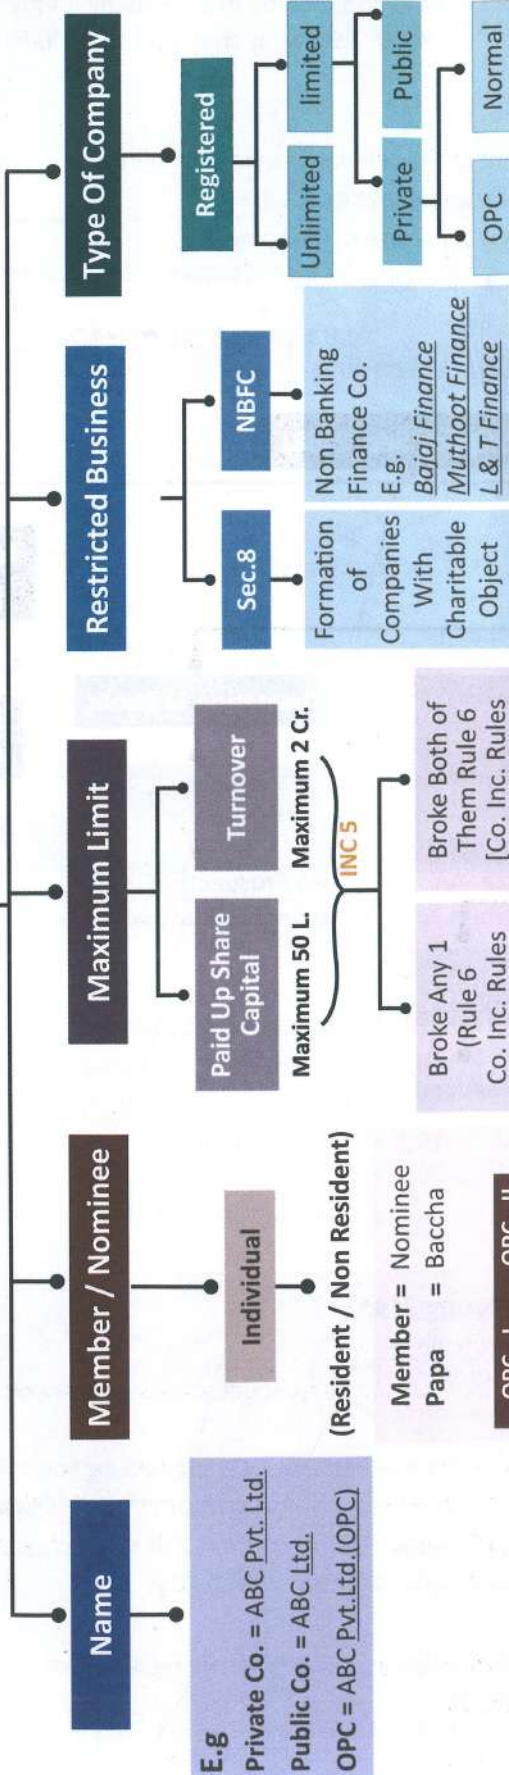 Name
E.g
Private Co. = ABC Pvt. Ltd.
Public Co. = ABC Ltd.
OPC = ABC Pvt.Ltd.(OPC)
Member / Nominee
Individual
(Resident / Non Resident)
Member = Nominee
Papa = Baccha
OPC - I OPC - II
Maximum Limit
Paid Up Share
Capital
Maximum 50 L.
Turnover
Maximum 2 Cr.
INC 5
Broke Any 1
(Rule 6
Co. Inc. Rules
Broke Both of
Them Rule 6
[Co. Inc. Rules
Restricted Business
Sec.8
Formation
of
Companies
With
Charitable
Object
NBFC
Non Banking
Finance Co.
E.g.
Bajaj Finance
Muthoot Finance
L & T Finance
Type Of Company
Registered
Unlimited
limited
Private
Public
OPC
Normal